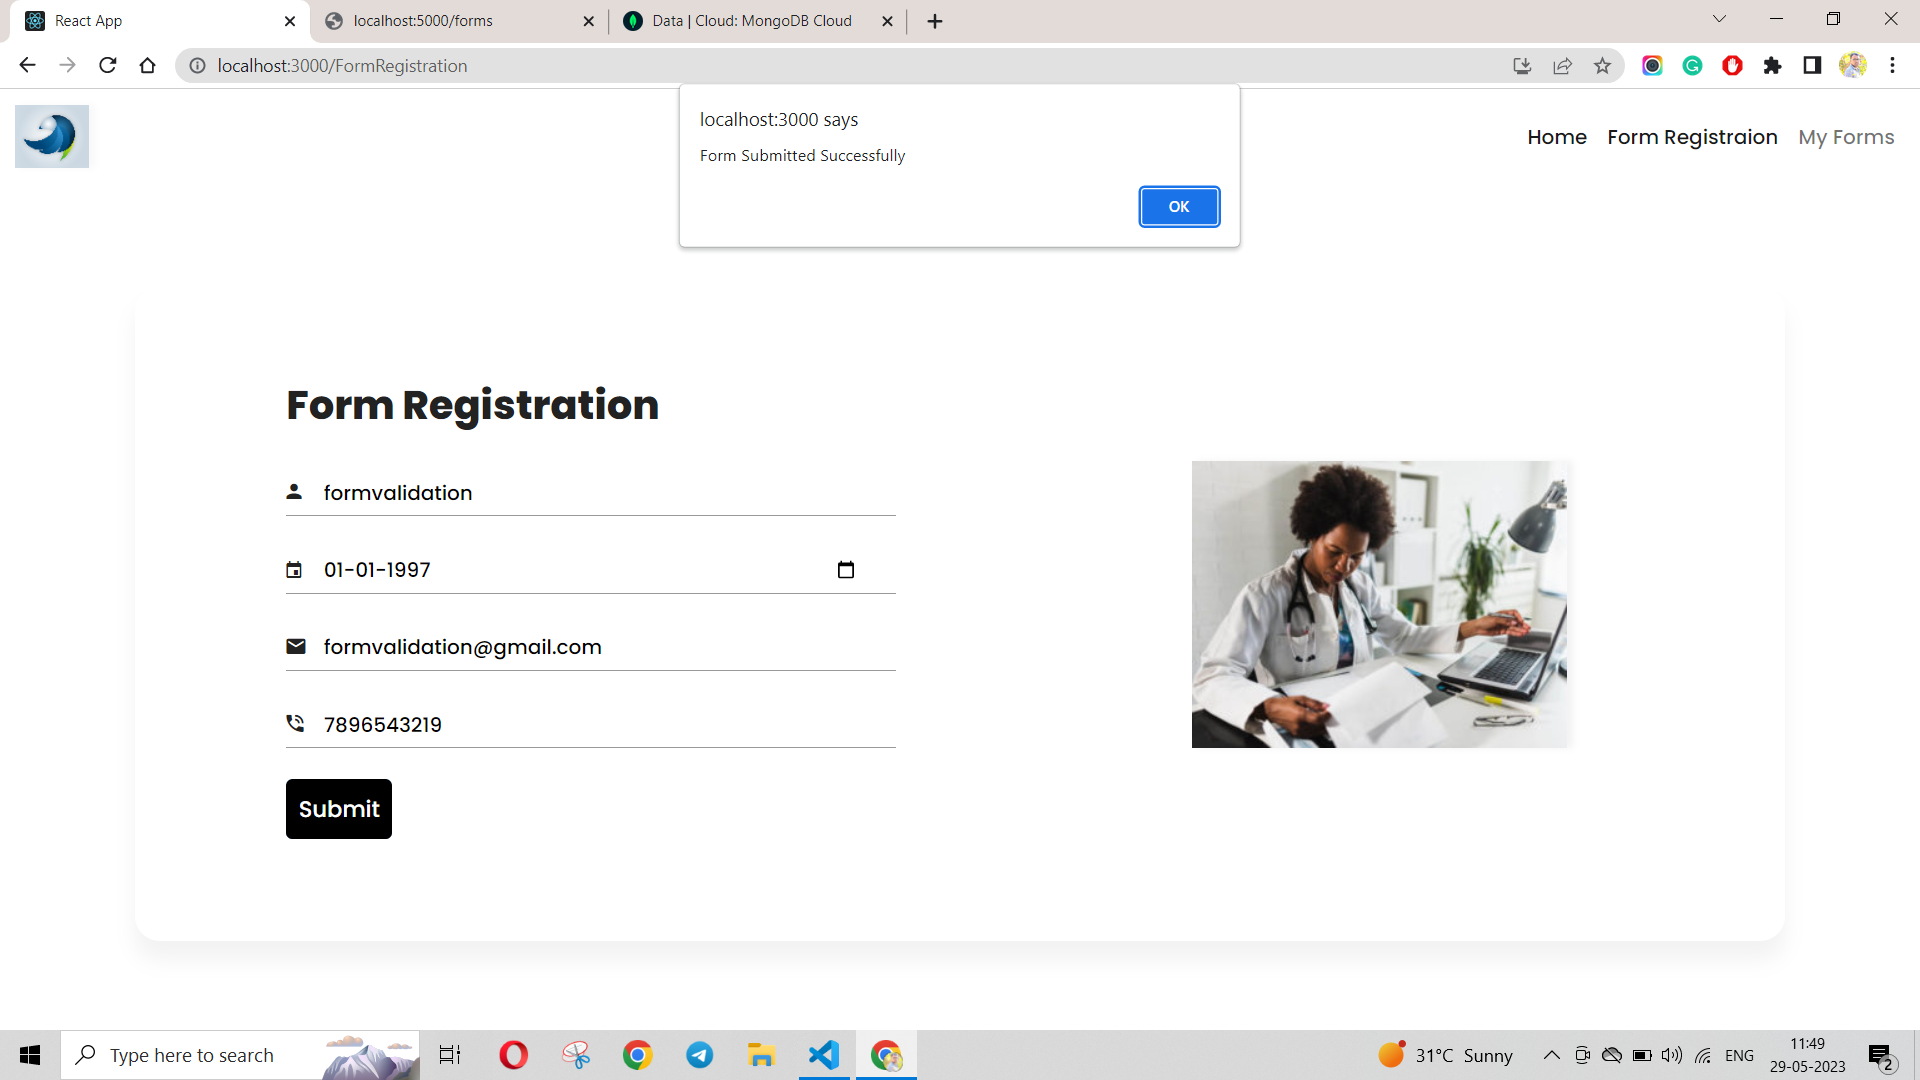 React App
localhost:5000/forms
Data | Cloud: MongoDB Cloud
localhost:3000/FormRegistration
localhost:3000 says
Form Submitted Successfully
OK
Home
Form Registraion
My Forms
Form Registration
formvalidation
01-01-1997
formvalidation@gmail.com
7896543219
Submit
Type here to search
31°C Sunny
ENG
11:49
29-05-2023
2